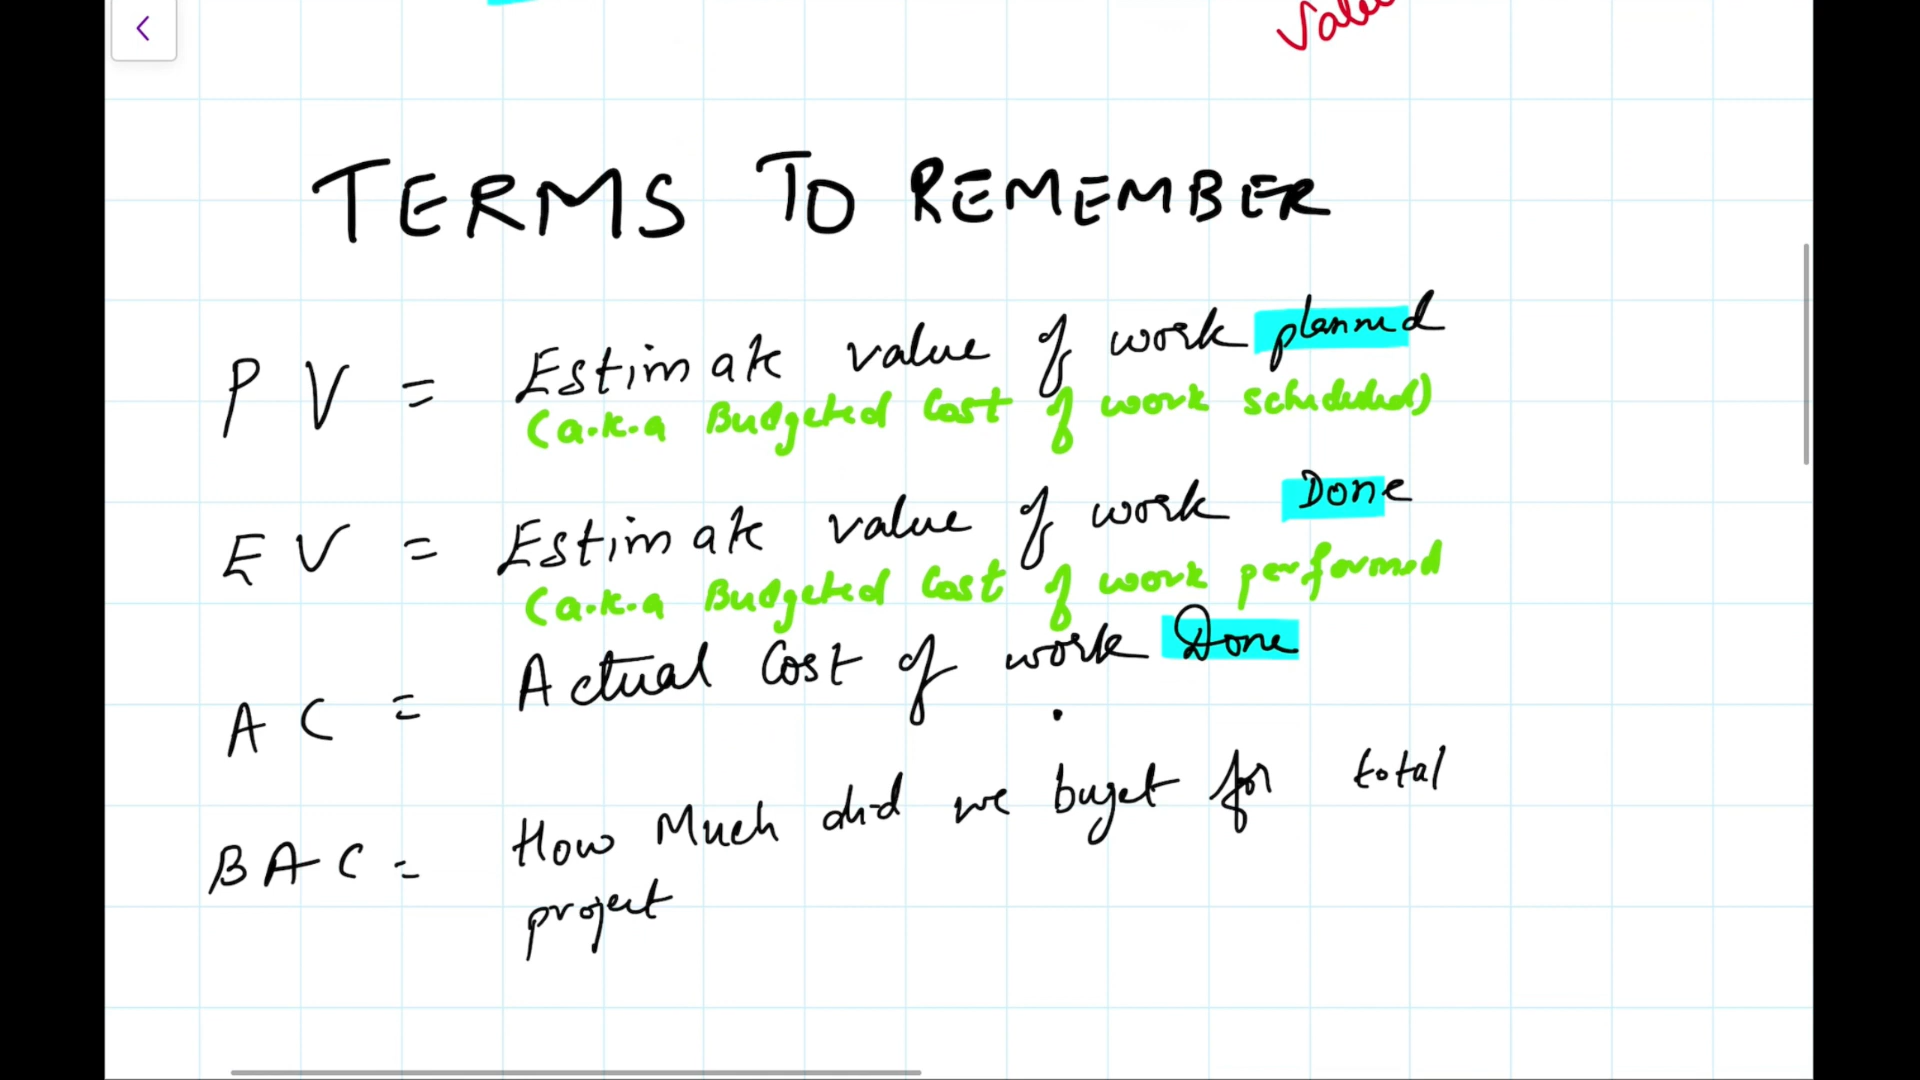 TERMS TO REMEMBER
PV = Estimate value of work planned
(a.k.a Budgeted Cost of work scheduled)
EV = Estimate value of work Done
(a.k.a Budgeted Cost of work performed
AC = Actual Cost of work Done
BAC = How Much did we buget for total
project